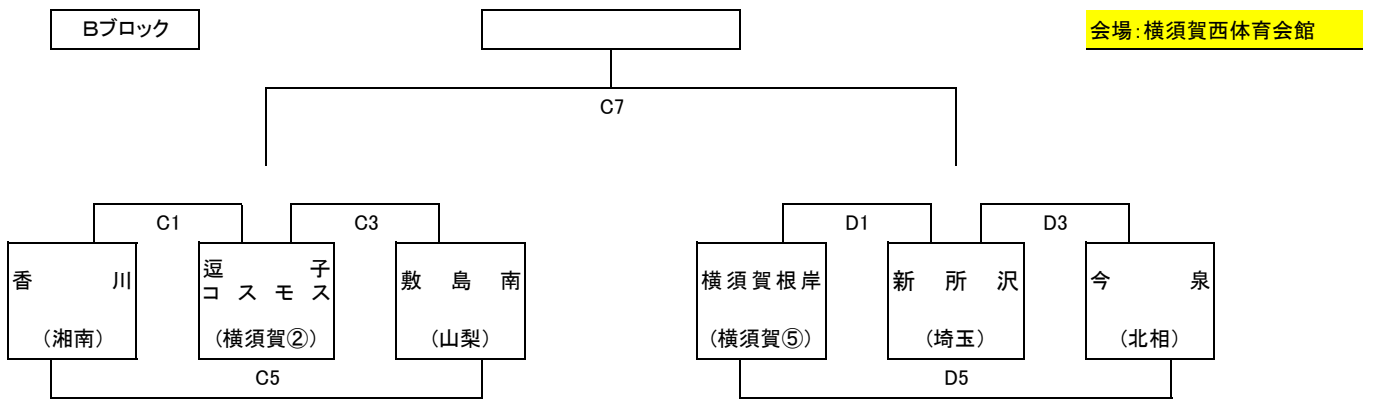 Bブロック
会場:横須賀西体育会館
C7
C1
C3
D1
D3
香川
逗子
コスモス
敷島南
横須賀根岸
新所沢
今泉
（湘南）
（横須賀②）
（山梨）
（横須賀⑤）
（埼玉）
（北相）
C5
D5